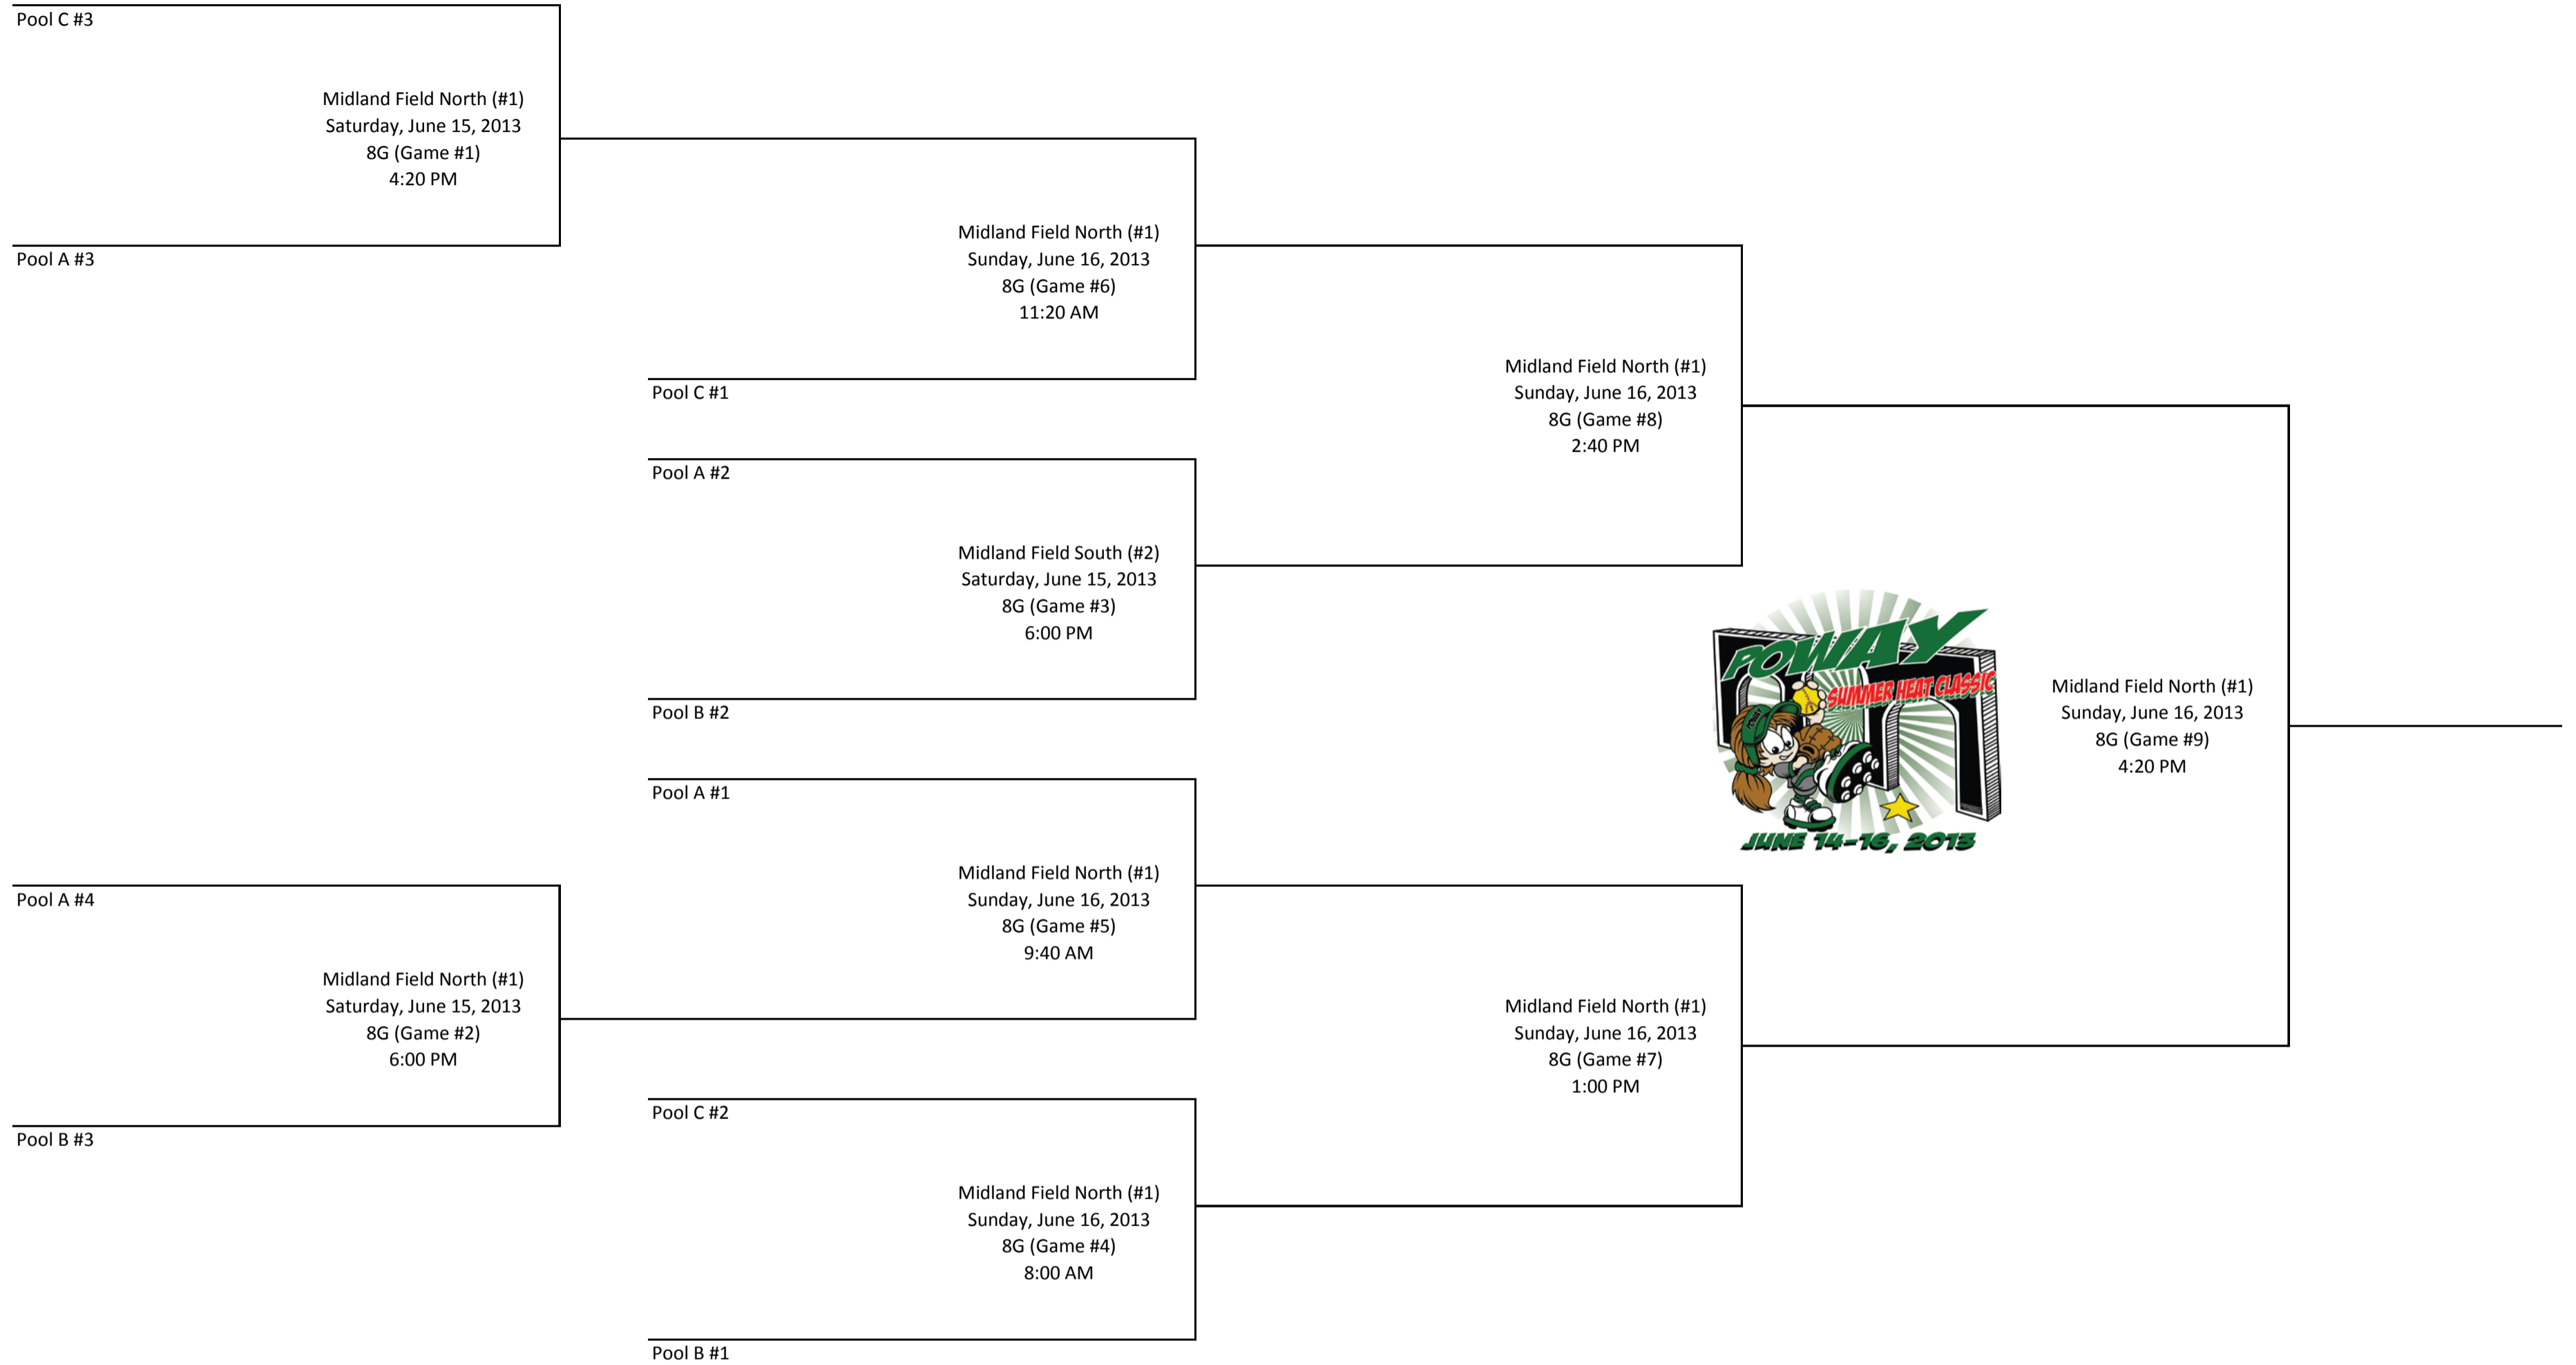 Pool C #3
Midland Field North (#1)
Saturday, June 15, 2013
8G (Game #1)
4:20 PM
Pool A #3
Midland Field North (#1)
Sunday, June 16, 2013
8G (Game #6)
11:20 AM
Pool C #1
Midland Field North (#1)
Sunday, June 16, 2013
8G (Game #8)
2:40 PM
Pool A #2
Midland Field South (#2)
Saturday, June 15, 2013
8G (Game #3)
6:00 PM
Pool B #2
POWAY
SUMMER HEAT CLASSIC
POWAY
JUNE 14-16, 2013
Midland Field North (#1)
Sunday, June 16, 2013
8G (Game #9)
4:20 PM
Pool A #1
Midland Field North (#1)
Sunday, June 16, 2013
8G (Game #5)
9:40 AM
Pool A #4
Midland Field North (#1)
Saturday, June 15, 2013
8G (Game #2)
6:00 PM
Pool B #3
Midland Field North (#1)
Sunday, June 16, 2013
8G (Game #7)
1:00 PM
Pool C #2
Midland Field North (#1)
Sunday, June 16, 2013
8G (Game #4)
8:00 AM
Pool B #1